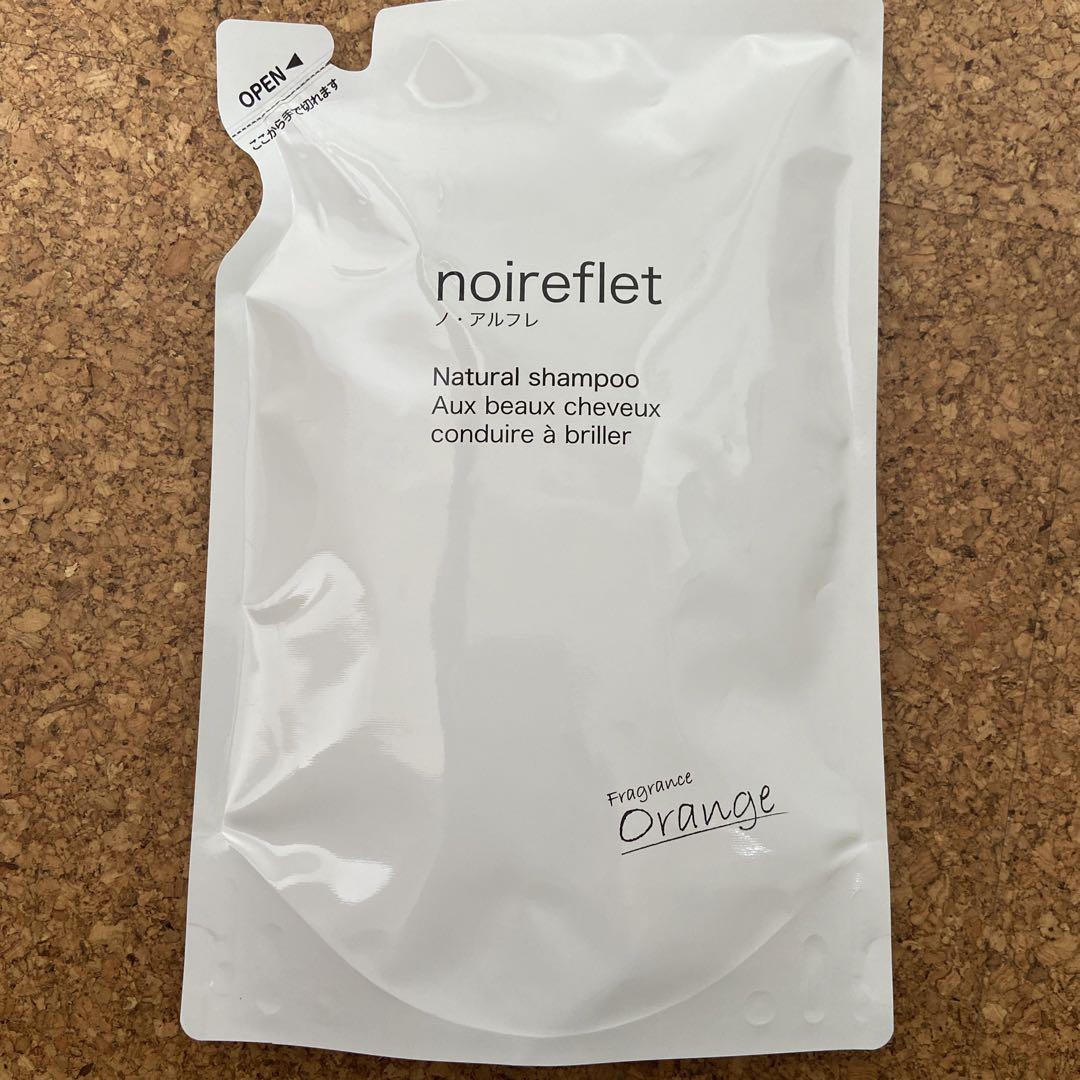 OPEN ◀
ここから手で切れます
noireflet
ノ・アルフレ
Natural shampoo
Aux beaux cheveux
conduire à briller
Fragrance
Orange